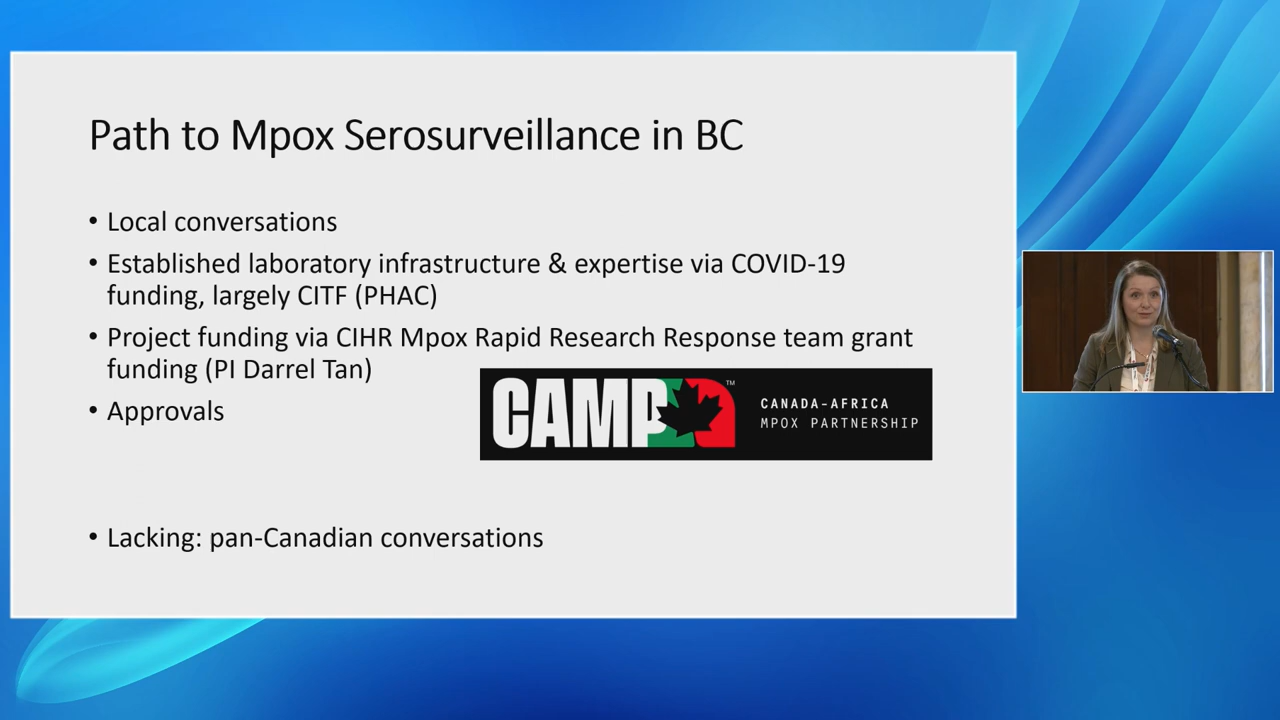 Path to Mpox Serosurveillance in BC
• Local conversations
• Established laboratory infrastructure & expertise via COVID-19
funding, largely CITF (PHAC)
• Project funding via CIHR Mpox Rapid Research Response team grant
funding (PI Darrel Tan)
• Approvals
CAMP ™
CANADA-AFRICA
MPOX PARTNERSHIP
• Lacking: pan-Canadian conversations